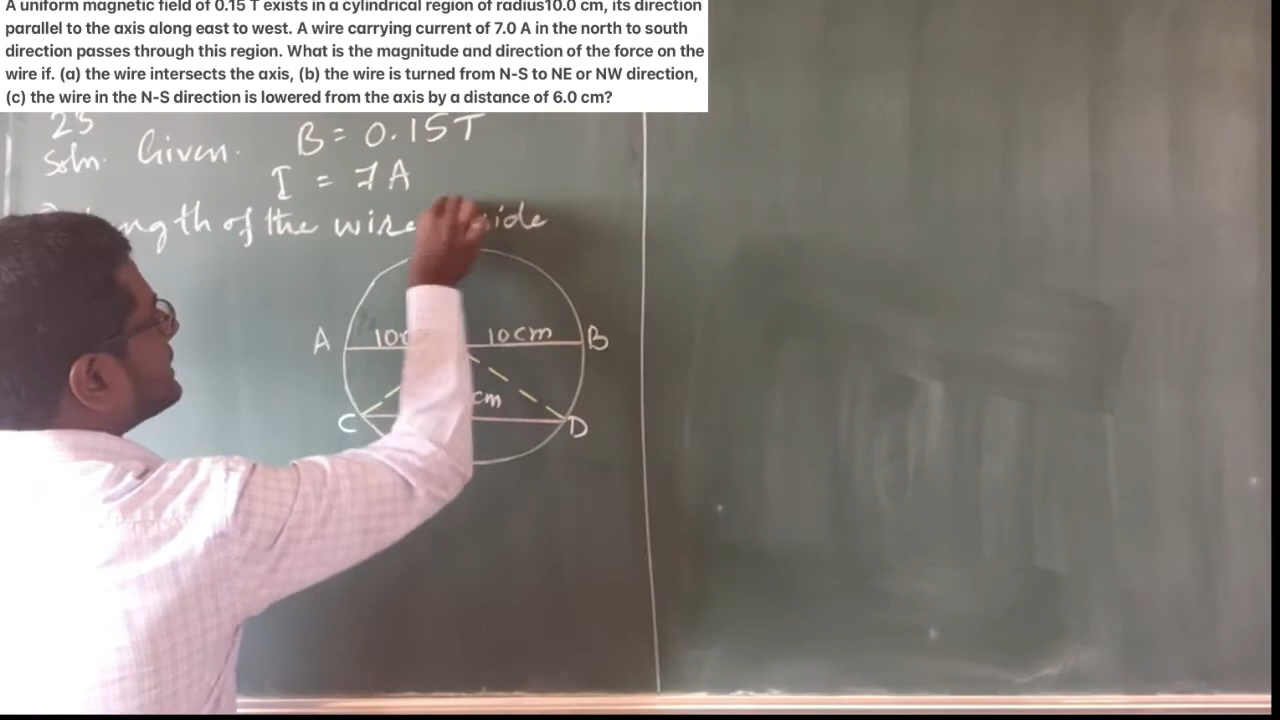 A uniform magnetic field of 0.15 T exists in a cylindrical region of radius10.0 cm, its direction
parallel to the axis along east to west. A wire carrying current of 7.0 A in the north to south
direction passes through this region. What is the magnitude and direction of the force on the
wire if. (a) the wire intersects the axis, (b) the wire is turned from N-S to NE or NW direction,
(c) the wire in the N-S direction is lowered from the axis by a distance of 6.0 cm?
23
Soln. Given. B = 0.15T
I = 7A
of the wire
A 10cm B
cm
C D